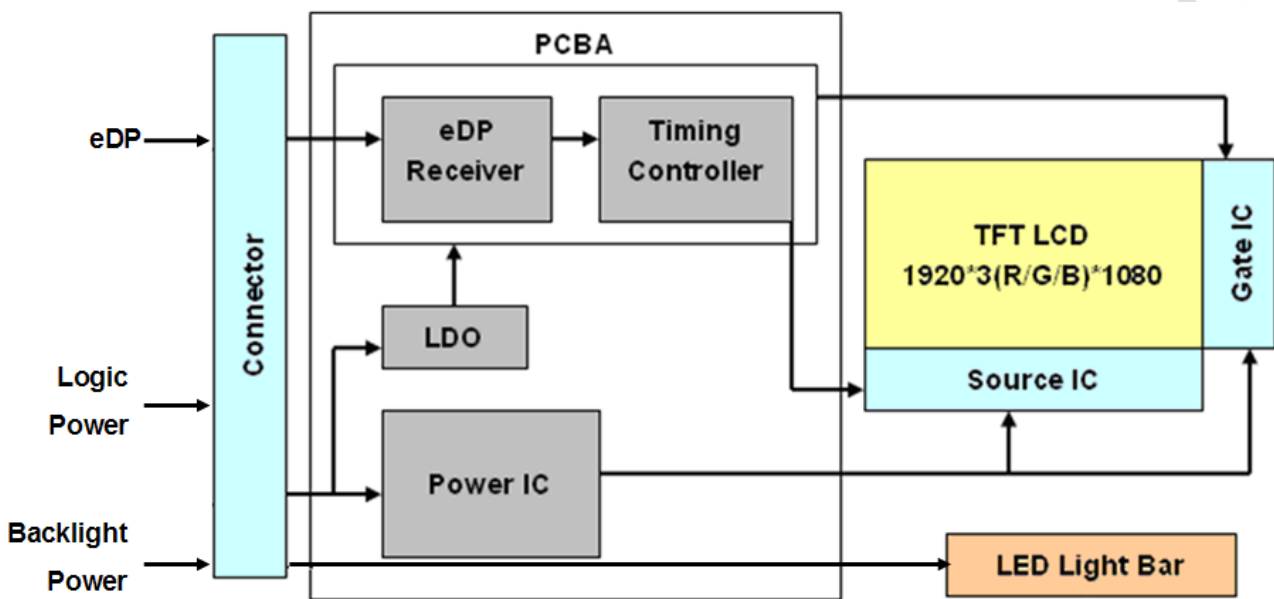 PCBA
eDP
eDP
Receiver
Timing
Controller
Connector
TFT LCD
1920*3(R/G/B)*1080
Gate IC
LDO
Source IC
Logic
Power
Power IC
Backlight
Power
LED Light Bar